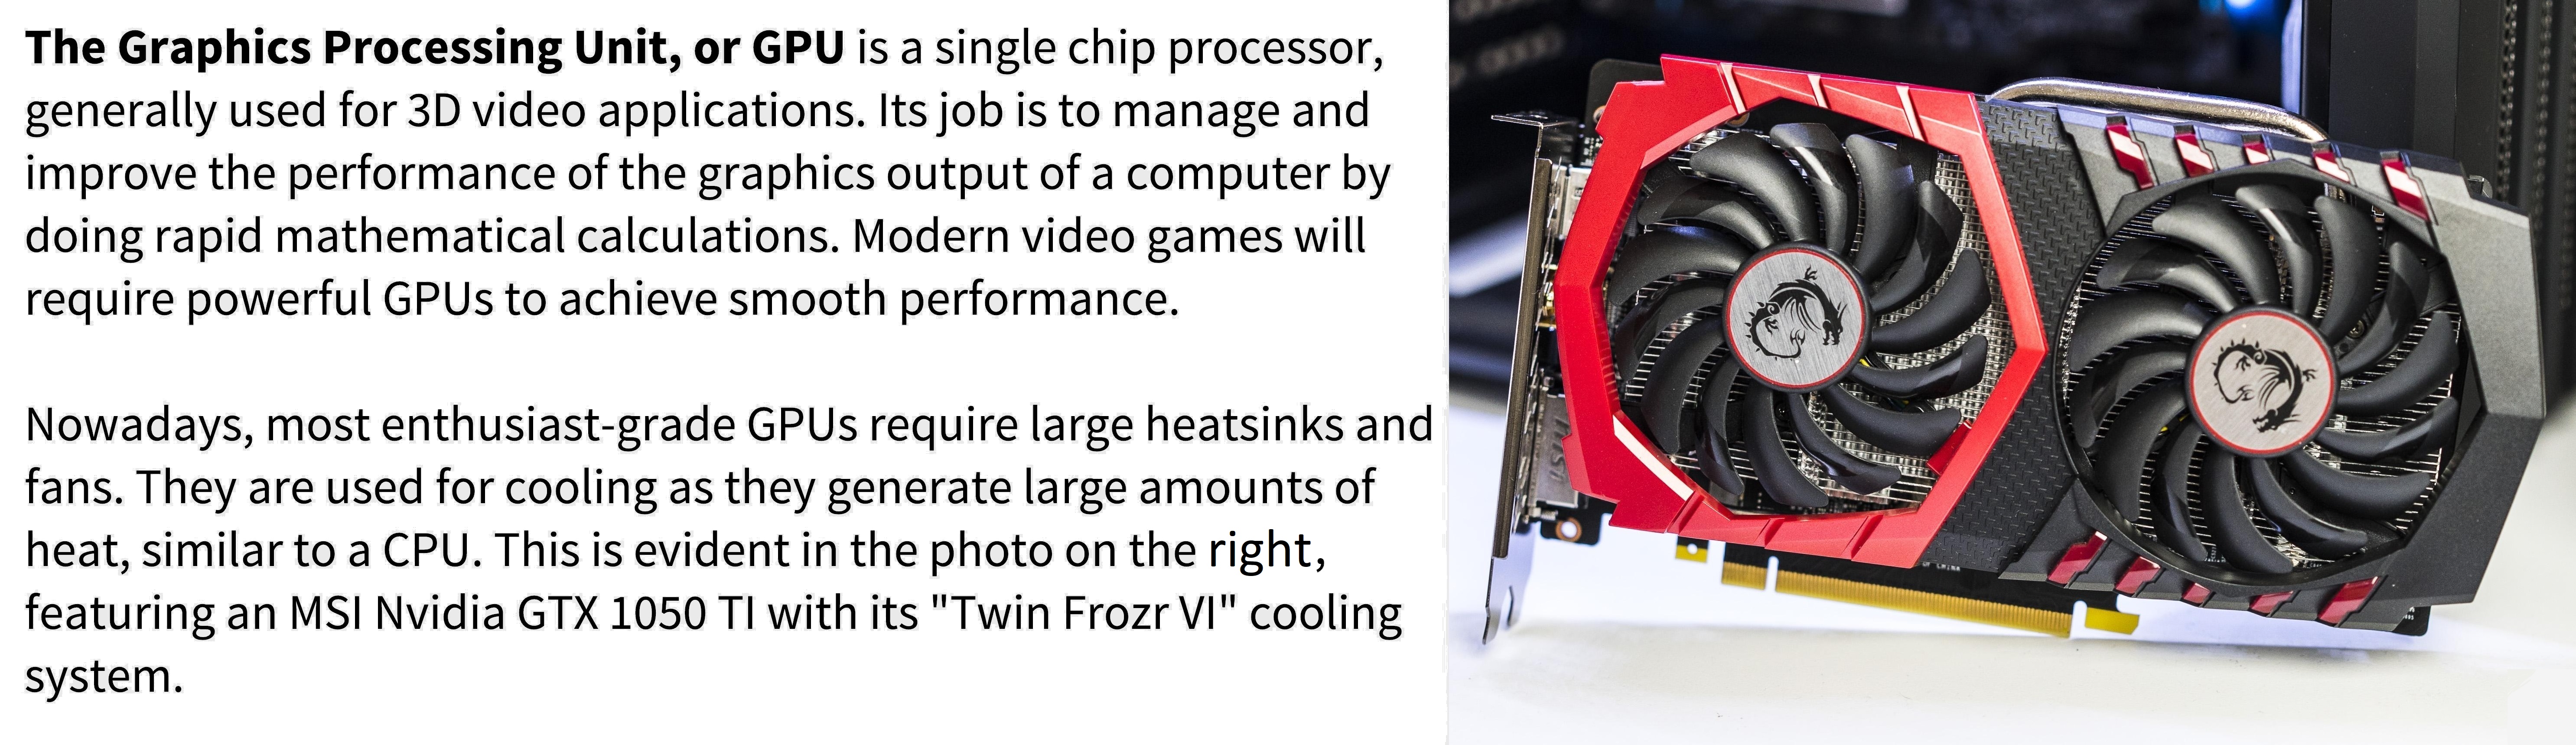 The Graphics Processing Unit, or GPU is a single chip processor,
generally used for 3D video applications. Its job is to manage and
improve the performance of the graphics output of a computer by
doing rapid mathematical calculations. Modern video games will
require powerful GPUs to achieve smooth performance.
Nowadays, most enthusiast-grade GPUs require large heatsinks and
fans. They are used for cooling as they generate large amounts of
heat, similar to a CPU. This is evident in the photo on the right,
featuring an MSI Nvidia GTX 1050 TI with its "Twin Frozr VI" cooling
system.